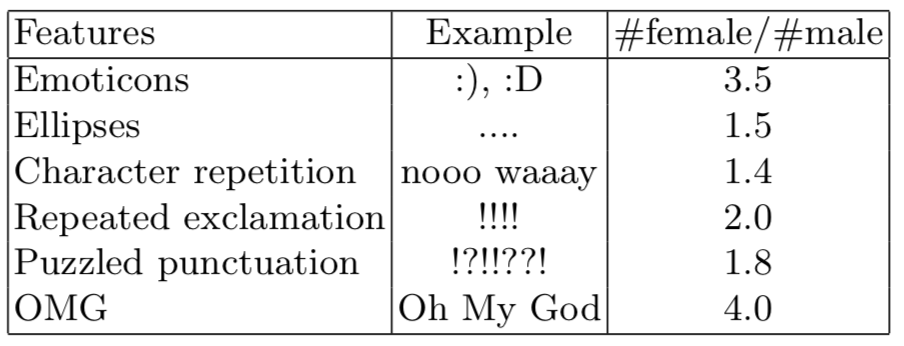 Features Example #female/#male
Emoticons :), :D 3.5
Ellipses .... 1.5
Character repetition nooo waaay 1.4
Repeated exclamation !!!! 2.0
Puzzled punctuation !?!!??! 1.8
OMG Oh My God 4.0